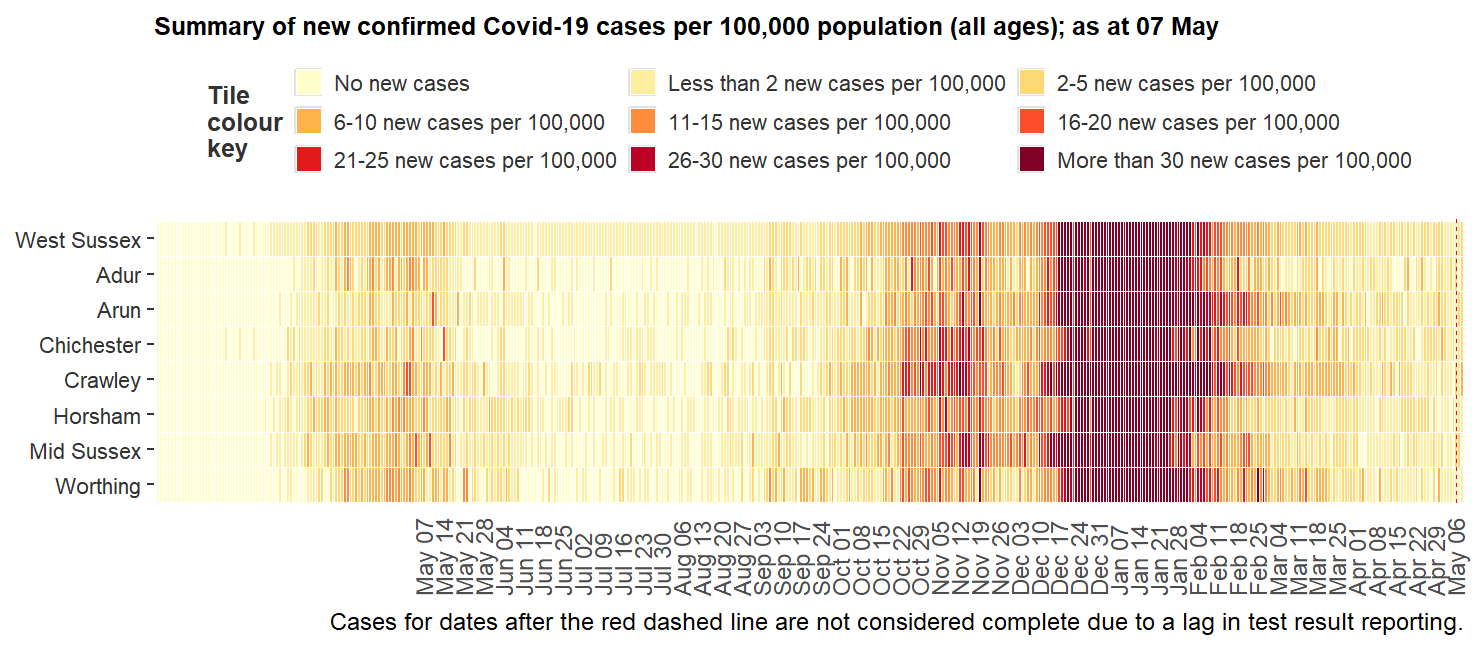 Summary of new confirmed Covid-19 cases per 100,000 population (all ages); as at 07 May
Tile
colour
key
No new cases
Less than 2 new cases per 100,000
2-5 new cases per 100,000
6-10 new cases per 100,000
11-15 new cases per 100,000
16-20 new cases per 100,000
21-25 new cases per 100,000
26-30 new cases per 100,000
More than 30 new cases per 100,000
West Sussex
Adur
Arun
Chichester
Crawley
Horsham
Mid Sussex
Worthing
May 07
May 14
May 21
May 28
Jun 04
Jun 11
Jun 18
Jun 25
Jul 02
Jul 09
Jul 16
Jul 23
Jul 30
Aug 06
Aug 13
Aug 20
Aug 27
Sep 03
Sep 10
Sep 17
Sep 24
Oct 01
Oct 08
Oct 15
Oct 22
Oct 29
Nov 05
Nov 12
Nov 19
Nov 26
Dec 03
Dec 10
Dec 17
Dec 24
Dec 31
Jan 07
Jan 14
Jan 21
Jan 28
Feb 04
Feb 11
Feb 18
Feb 25
Mar 04
Mar 11
Mar 18
Mar 25
Apr 01
Apr 08
Apr 15
Apr 22
Apr 29
May 06
Cases for dates after the red dashed line are not considered complete due to a lag in test result reporting.